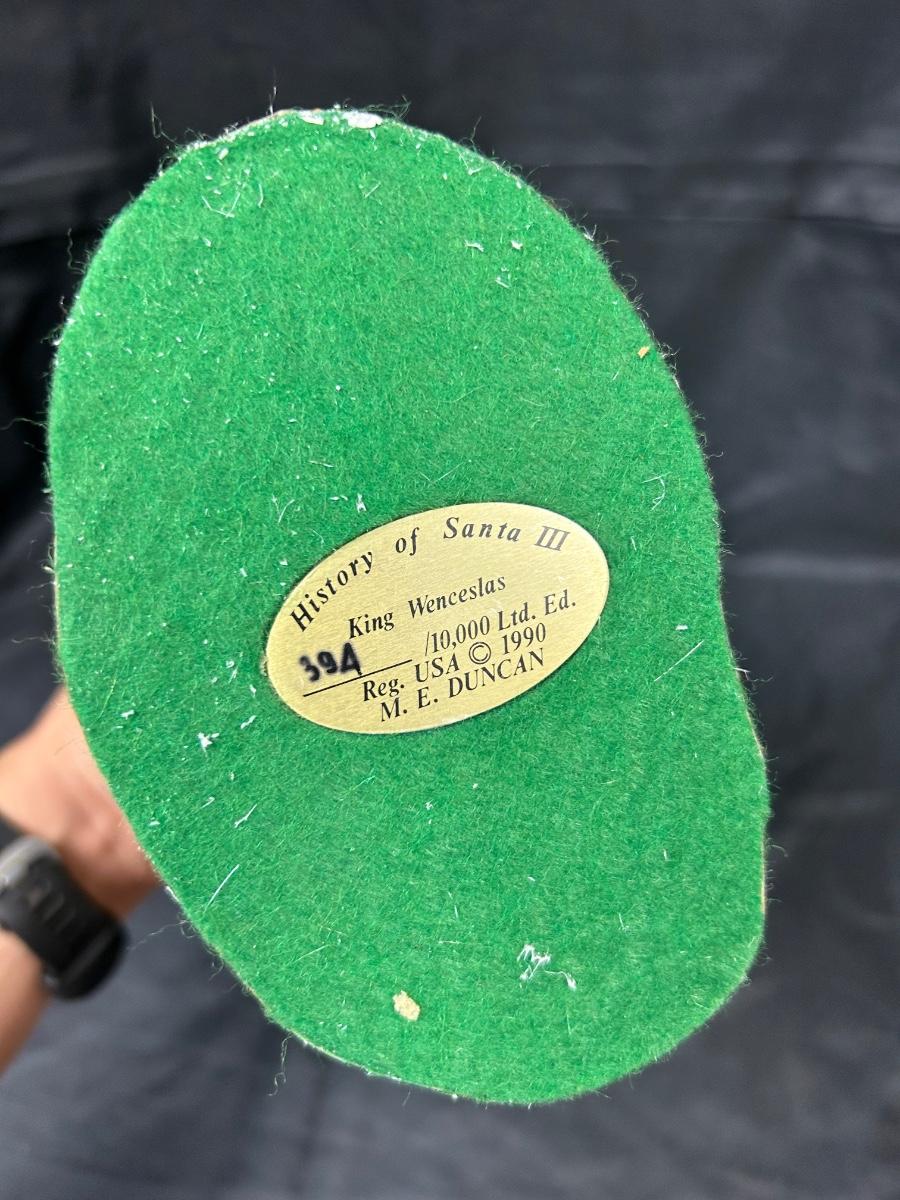 History of Santa III
King Wenceslas
394 /10,000 Ltd. Ed.
Reg. USA © 1990
M. E. DUNCAN